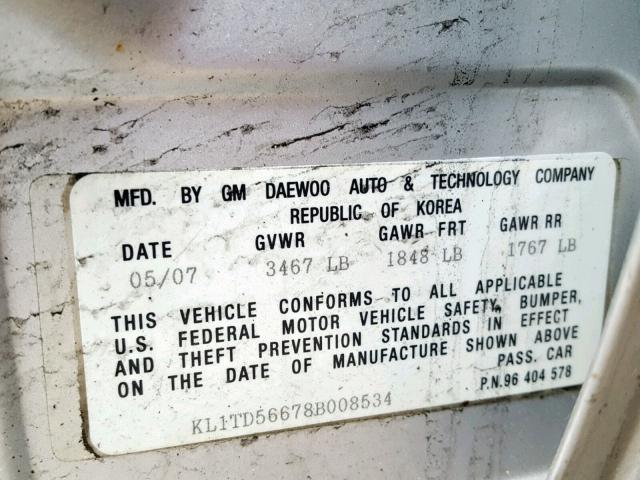 MFD. BY GM DAEWOO AUTO & TECHNOLOGY COMPANY
REPUBLIC OF KOREA
DATE GVWR GAWR FRT GAWR RR
05/07 3467 LB 1848 LB 1767 LB
THIS VEHICLE CONFORMS TO ALL APPLICABLE
U.S. FEDERAL MOTOR VEHICLE SAFETY, BUMPER,
AND THEFT PREVENTION STANDARDS IN EFFECT
ON THE DATE OF MANUFACTURE SHOWN ABOVE
PASS. CAR
KL1TD56678B008534 P.N.96 404 578